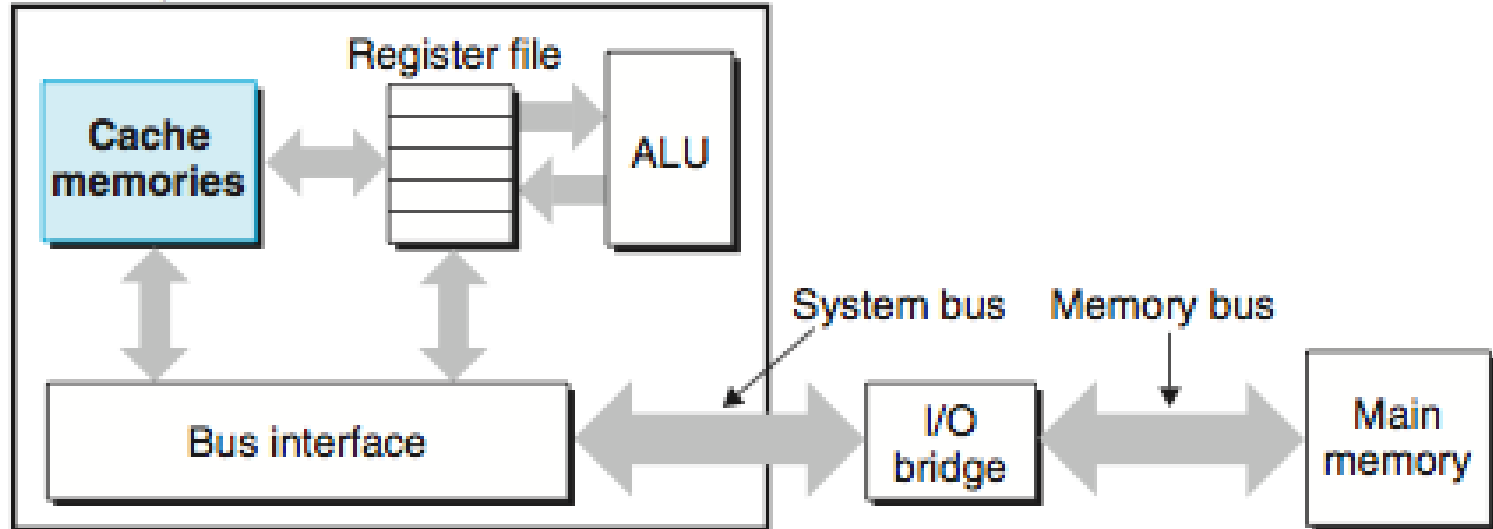 Register file
Cache
memories
ALU
System bus
Memory bus
Bus interface
I/O
bridge
Main
memory